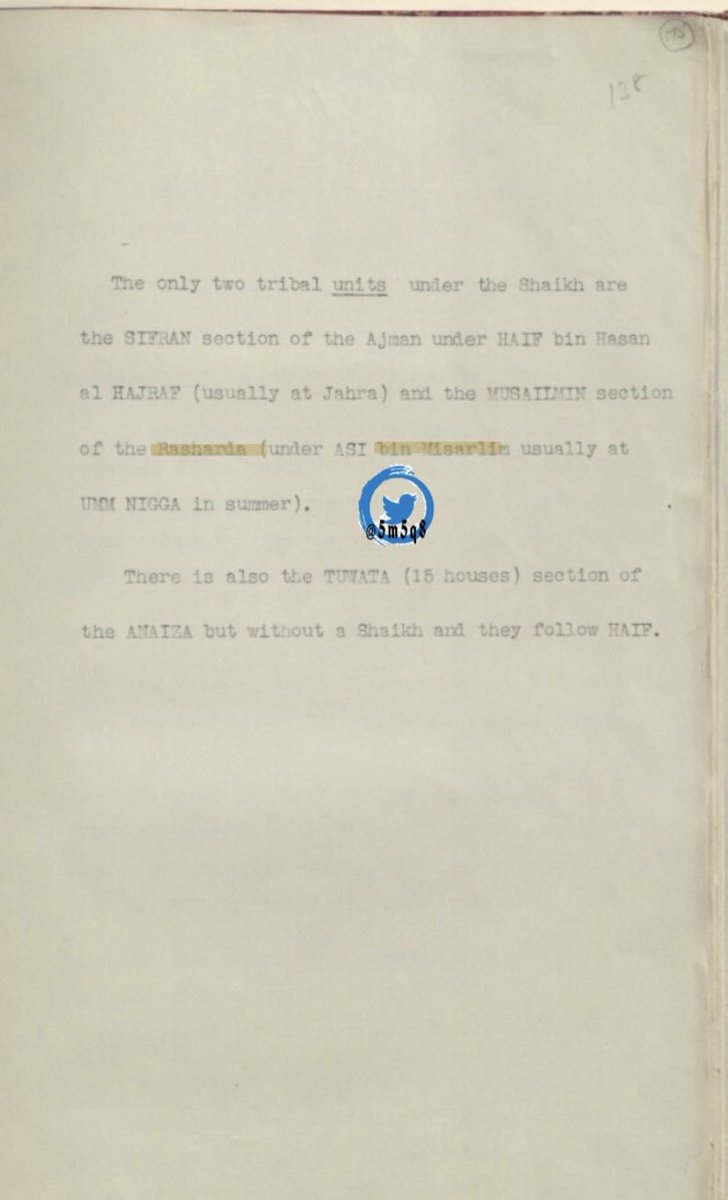 138
The only two tribal units under the Shaikh are
the SIFRAN section of the Ajman under HAIF bin Hasan
al HAJRAF (usually at Jahra) and the MUSAILMIN section
of the Rasharda (under ASI bin Misarlim usually at
UMM NIGGA in summer).
@5m5q8
There is also the TUWATA (15 houses) section of
the ANAIZA but without a Shaikh and they follow HAIF.